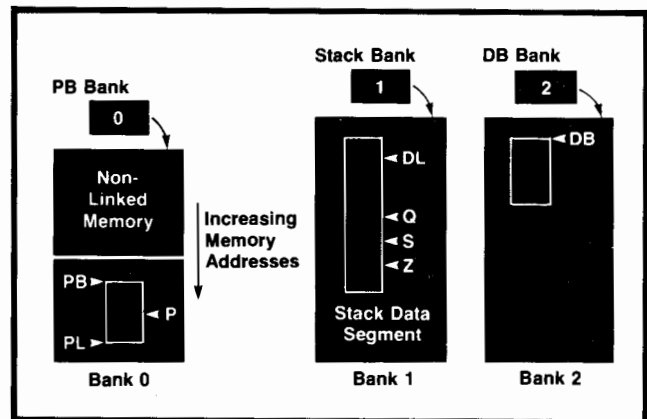 PB Bank
0
Non-
Linked
Memory
PB
P
PL
Bank 0
Increasing
Memory
Addresses
Stack Bank
1
DL
Q
S
Z
Stack Data
Segment
Bank 1
DB Bank
2
DB
Bank 2